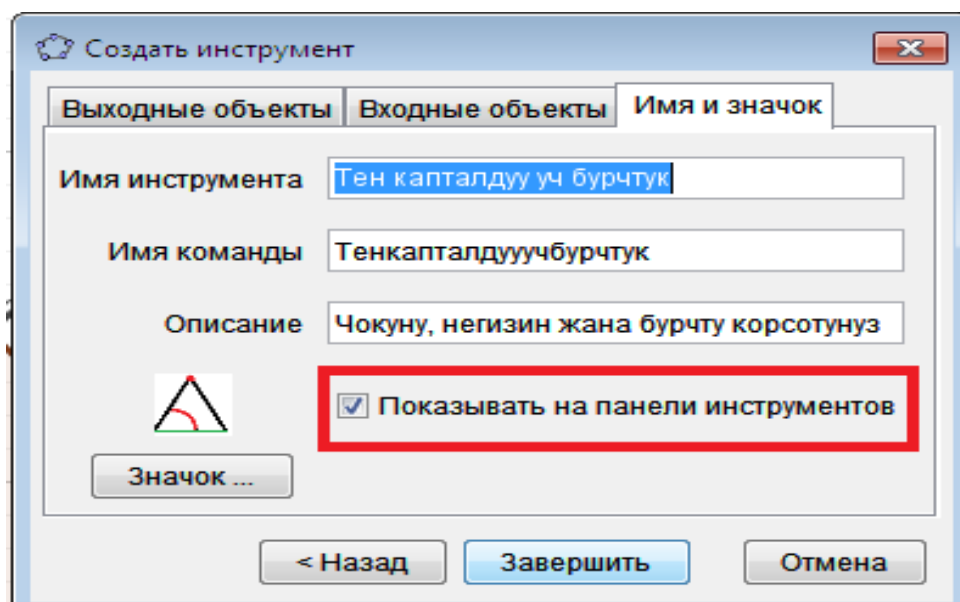 Создать инструмент
Выходные объекты Входные объекты Имя и значок
Имя инструмента Тен капталдуу уч бурчтук
Имя команды Тенкапталдууучбурчтук
Описание Чокуну, негизин жана бурчту корсотунуз
Показывать на панели инструментов
Значок ...
< Назад Завершить Отмена